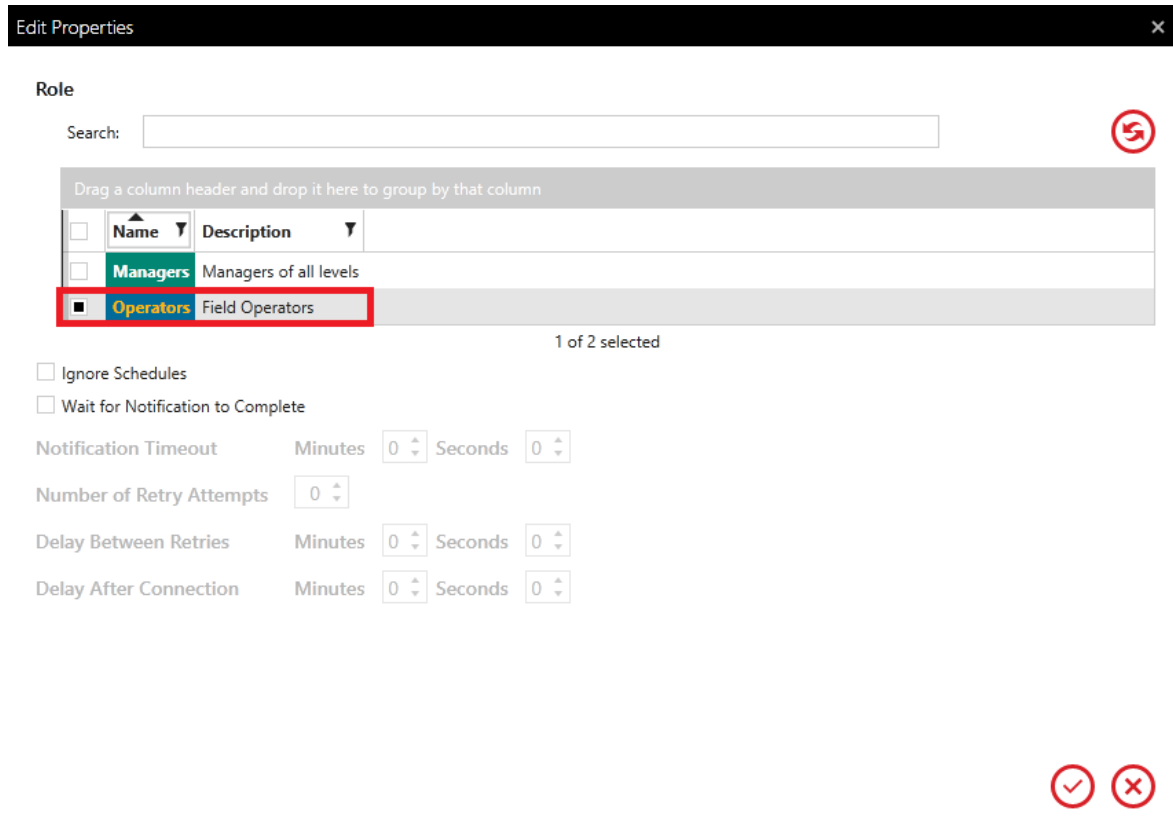 Edit Properties
Role
Search:
Drag a column header and drop it here to group by that column
Name Description
Managers Managers of all levels
Operators Field Operators
1 of 2 selected
Ignore Schedules
Wait for Notification to Complete
Notification Timeout Minutes 0 Seconds 0
Number of Retry Attempts 0
Delay Between Retries Minutes 0 Seconds 0
Delay After Connection Minutes 0 Seconds 0